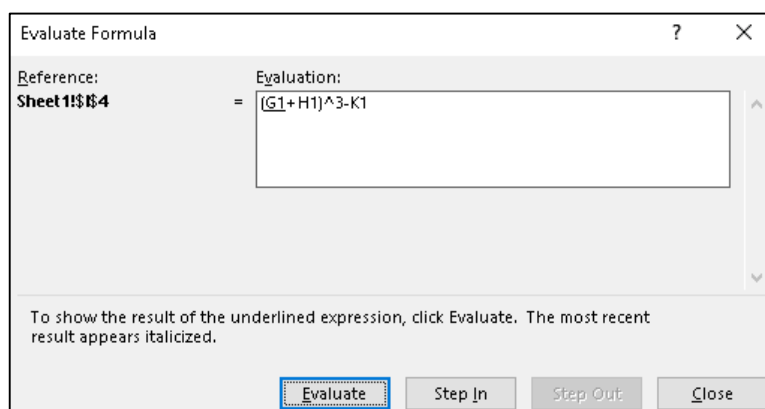 Evaluate Formula
?
Reference:
Evaluation:
Sheet1!$I$4
=
(G1+H1)^3-K1
To show the result of the underlined expression, click Evaluate. The most recent
result appears italicized.
Evaluate
Step In
Step Out
Close